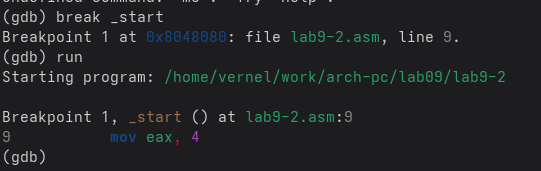 (gdb) break _start
Breakpoint 1 at 0x8048080: file lab9-2.asm, line 9.
(gdb) run
Starting program: /home/vernel/work/arch-pc/lab09/lab9-2

Breakpoint 1, _start () at lab9-2.asm:9
9           mov eax, 4
(gdb)